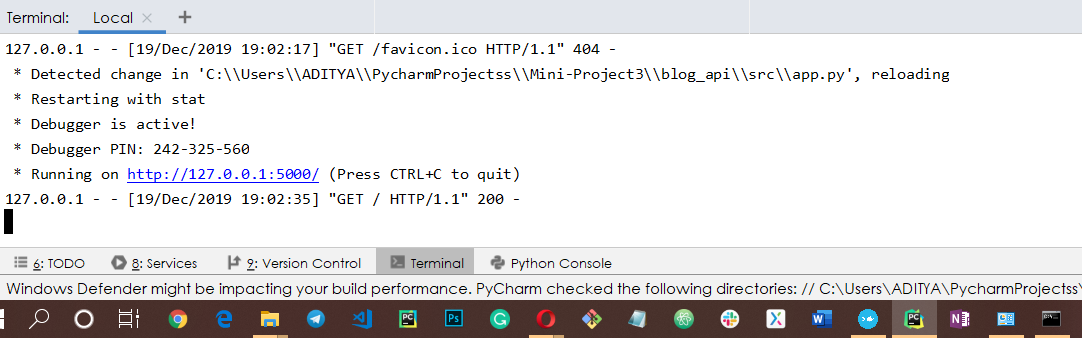 Terminal: Local × +
127.0.0.1 - - [19/Dec/2019 19:02:17] "GET /favicon.ico HTTP/1.1" 404 -
* Detected change in 'C:\\Users\\ADITYA\\PycharmProjectss\\Mini-Project3\\blog_api\\src\\app.py', reloading
* Restarting with stat
* Debugger is active!
* Debugger PIN: 242-325-560
* Running on http://127.0.0.1:5000/ (Press CTRL+C to quit)
127.0.0.1 - - [19/Dec/2019 19:02:35] "GET / HTTP/1.1" 200 -
6: TODO 8: Services 9: Version Control Terminal Python Console
Windows Defender might be impacting your build performance. PyCharm checked the following directories: // C:\Users\ADITYA\PycharmProjectss\